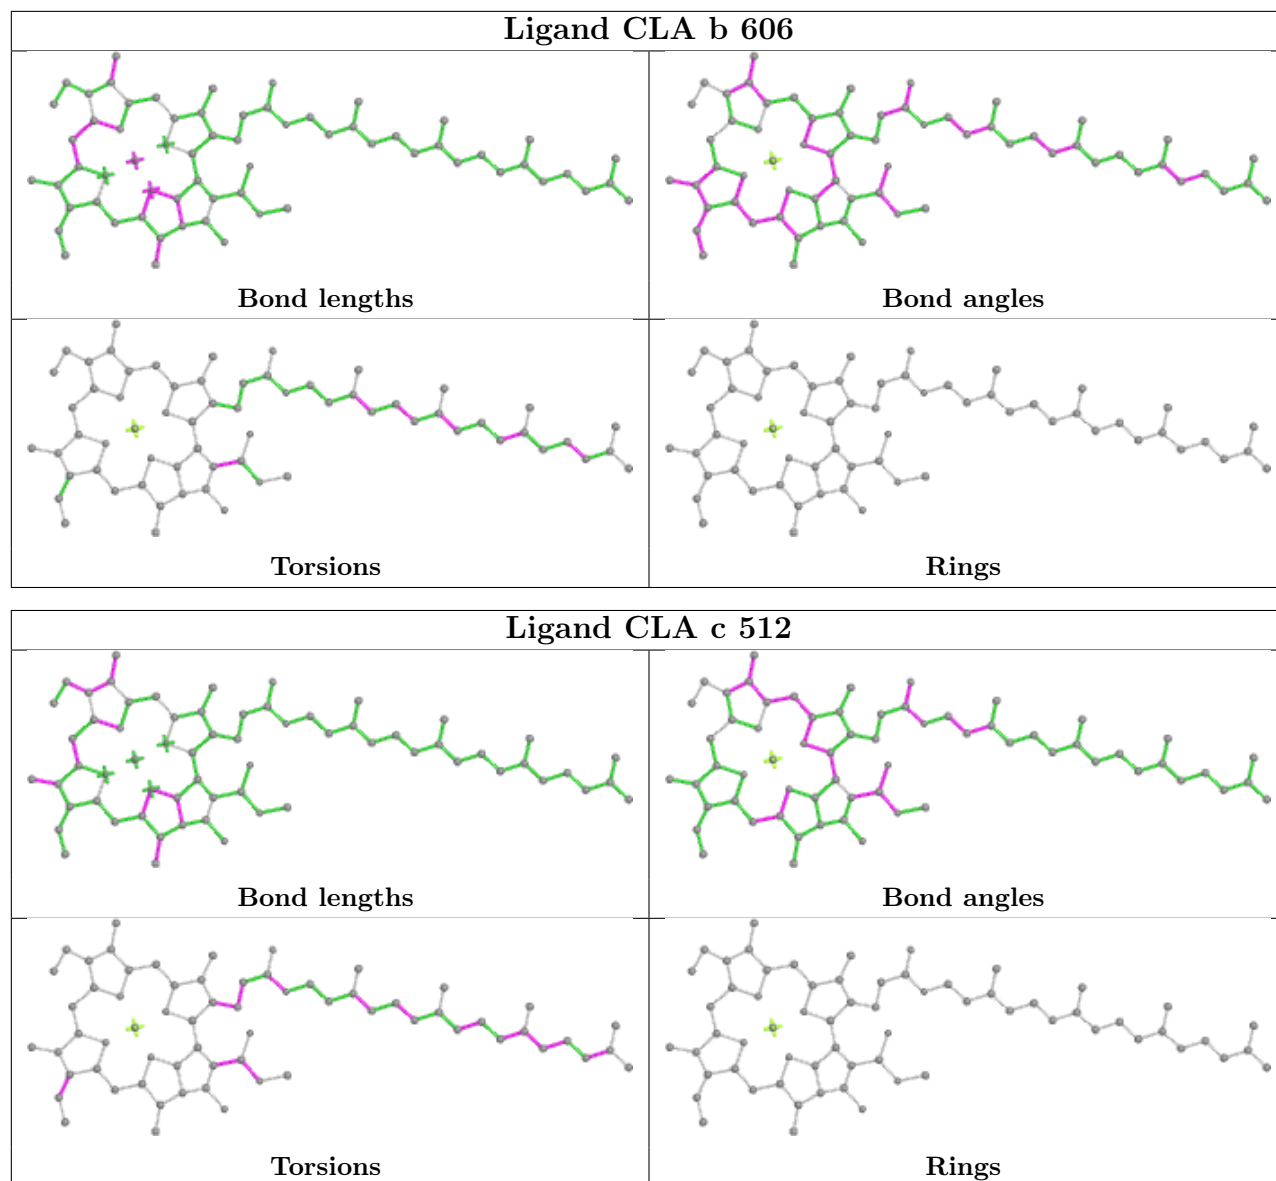 Ligand CLA b 606
Bond lengths
Bond angles
Torsions
Rings
Ligand CLA c 512
Bond lengths
Bond angles
Torsions
Rings